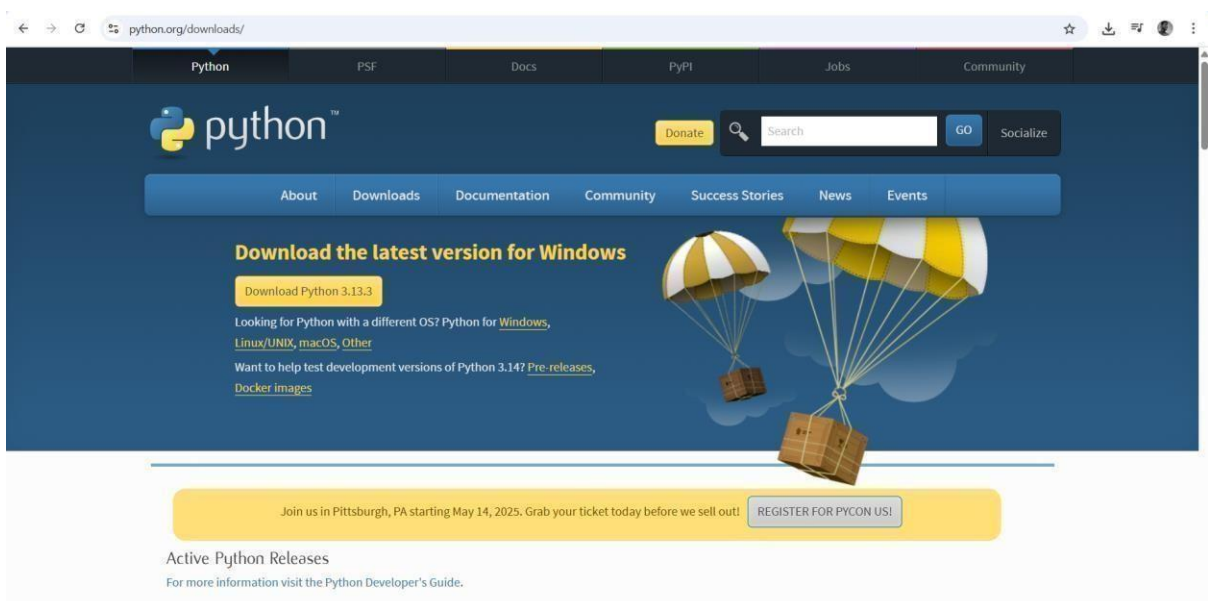 python.org/downloads/
Python PSF Docs PyPI Jobs Community
python™
Donate Search GO Socialize
About Downloads Documentation Community Success Stories News Events
Download the latest version for Windows
Download Python 3.13.3
Looking for Python with a different OS? Python for Windows,
Linux/UNIX, macOS, Other
Want to help test development versions of Python 3.14? Pre-releases,
Docker images
Join us in Pittsburgh, PA starting May 14, 2025. Grab your ticket today before we sell out! REGISTER FOR PYCON US!
Active Python Releases
For more information visit the Python Developer's Guide.